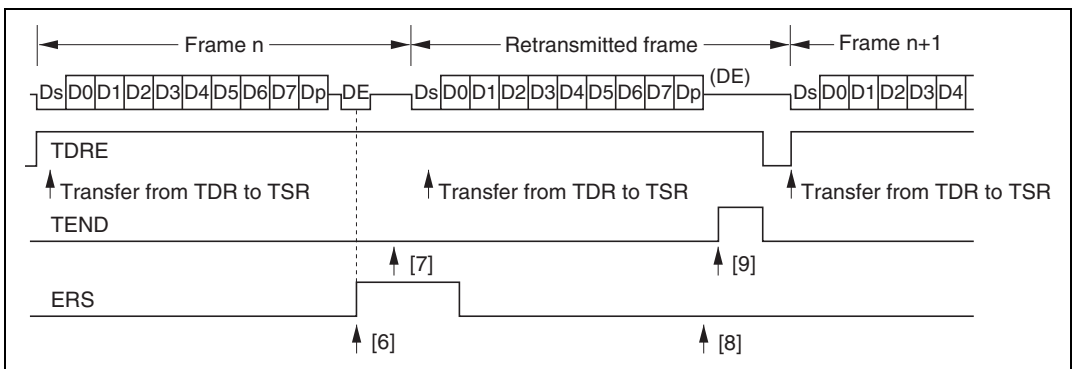 Frame n Retransmitted frame Frame n+1
(DE)
Ds D0 D1 D2 D3 D4 D5 D6 D7 Dp DE Ds D0 D1 D2 D3 D4 D5 D6 D7 Dp Ds D0 D1 D2 D3 D4
TDRE
Transfer from TDR to TSR Transfer from TDR to TSR Transfer from TDR to TSR
TEND
[7] [9]
ERS
[6] [8]